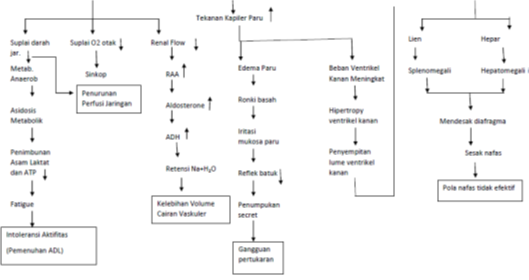 Tekanan Kapiler Paru
Suplai darah
jar.
Metab.
Anaerob
Asidosis
Metabolik
Penimbunan
Asam Laktat
dan ATP
Fatigue
Intoleransi Aktifitas
(Pemenuhan ADL)
Suplai O2 otak
Sinkop
Penurunan
Perfusi Jaringan
Renal Flow
RAA
Aldosterone
ADH
Retensi Na+H₂O
Kelebihan Volume
Cairan Vaskuler
Edema Paru
Ronki basah
Iritasi
mukosa paru
Reflek batuk
Penumpukan
secret
Gangguan
pertukaran
Beban Ventrikel
Kanan Meningkat
Hipertropy
ventrikel kanan
Penyempitan
lume ventrikel
kanan
Lien
Splenomegali
Hepar
Hepatomegali
Mendesak diafragma
Sesak nafas
Pola nafas tidak efektif